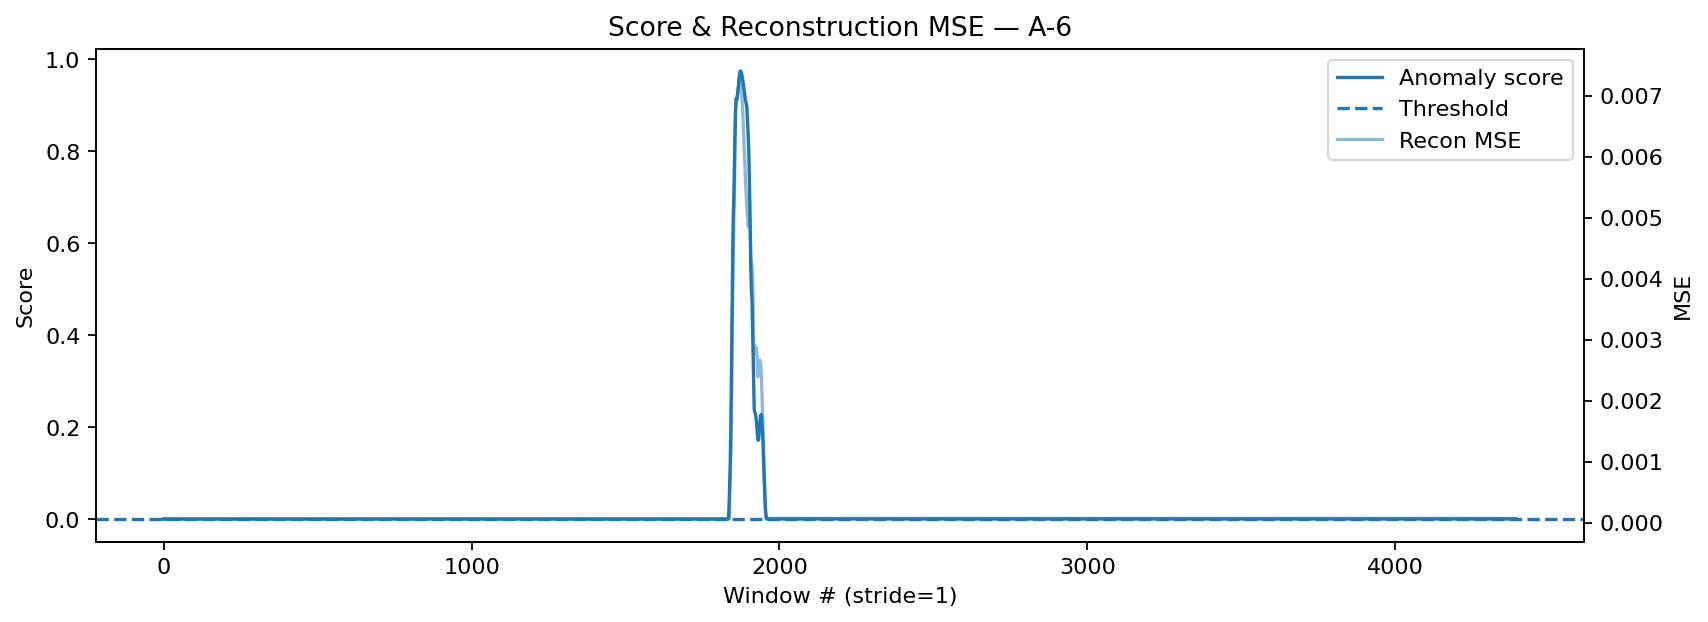 Score & Reconstruction MSE — A-6
Anomaly score
Threshold
Recon MSE
Score
1.0
0.8
0.6
0.4
0.2
0.0
MSE
0.007
0.006
0.005
0.004
0.003
0.002
0.001
0.000
0 1000 2000 3000 4000
Window # (stride=1)